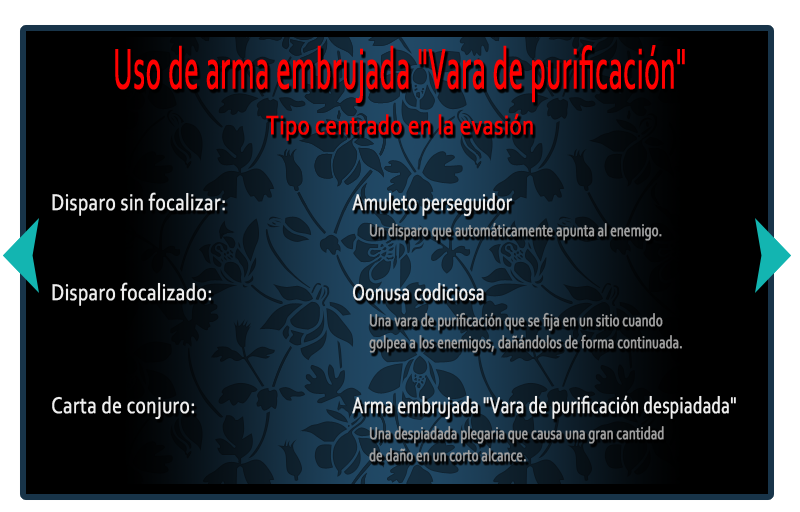 Uso de arma embrujada "Vara de purificación"
Tipo centrado en la evasión
Disparo sin focalizar:
Amuleto perseguidor
Un disparo que automáticamente apunta al enemigo.
Disparo focalizado:
Oonusa codiciosa
Una vara de purificación que se fija en un sitio cuando
golpea a los enemigos, dañándolos de forma continuada.
Carta de conjuro:
Arma embrujada "Vara de purificación despiadada"
Una despiadada plegaria que causa una gran cantidad
de daño en un corto alcance.